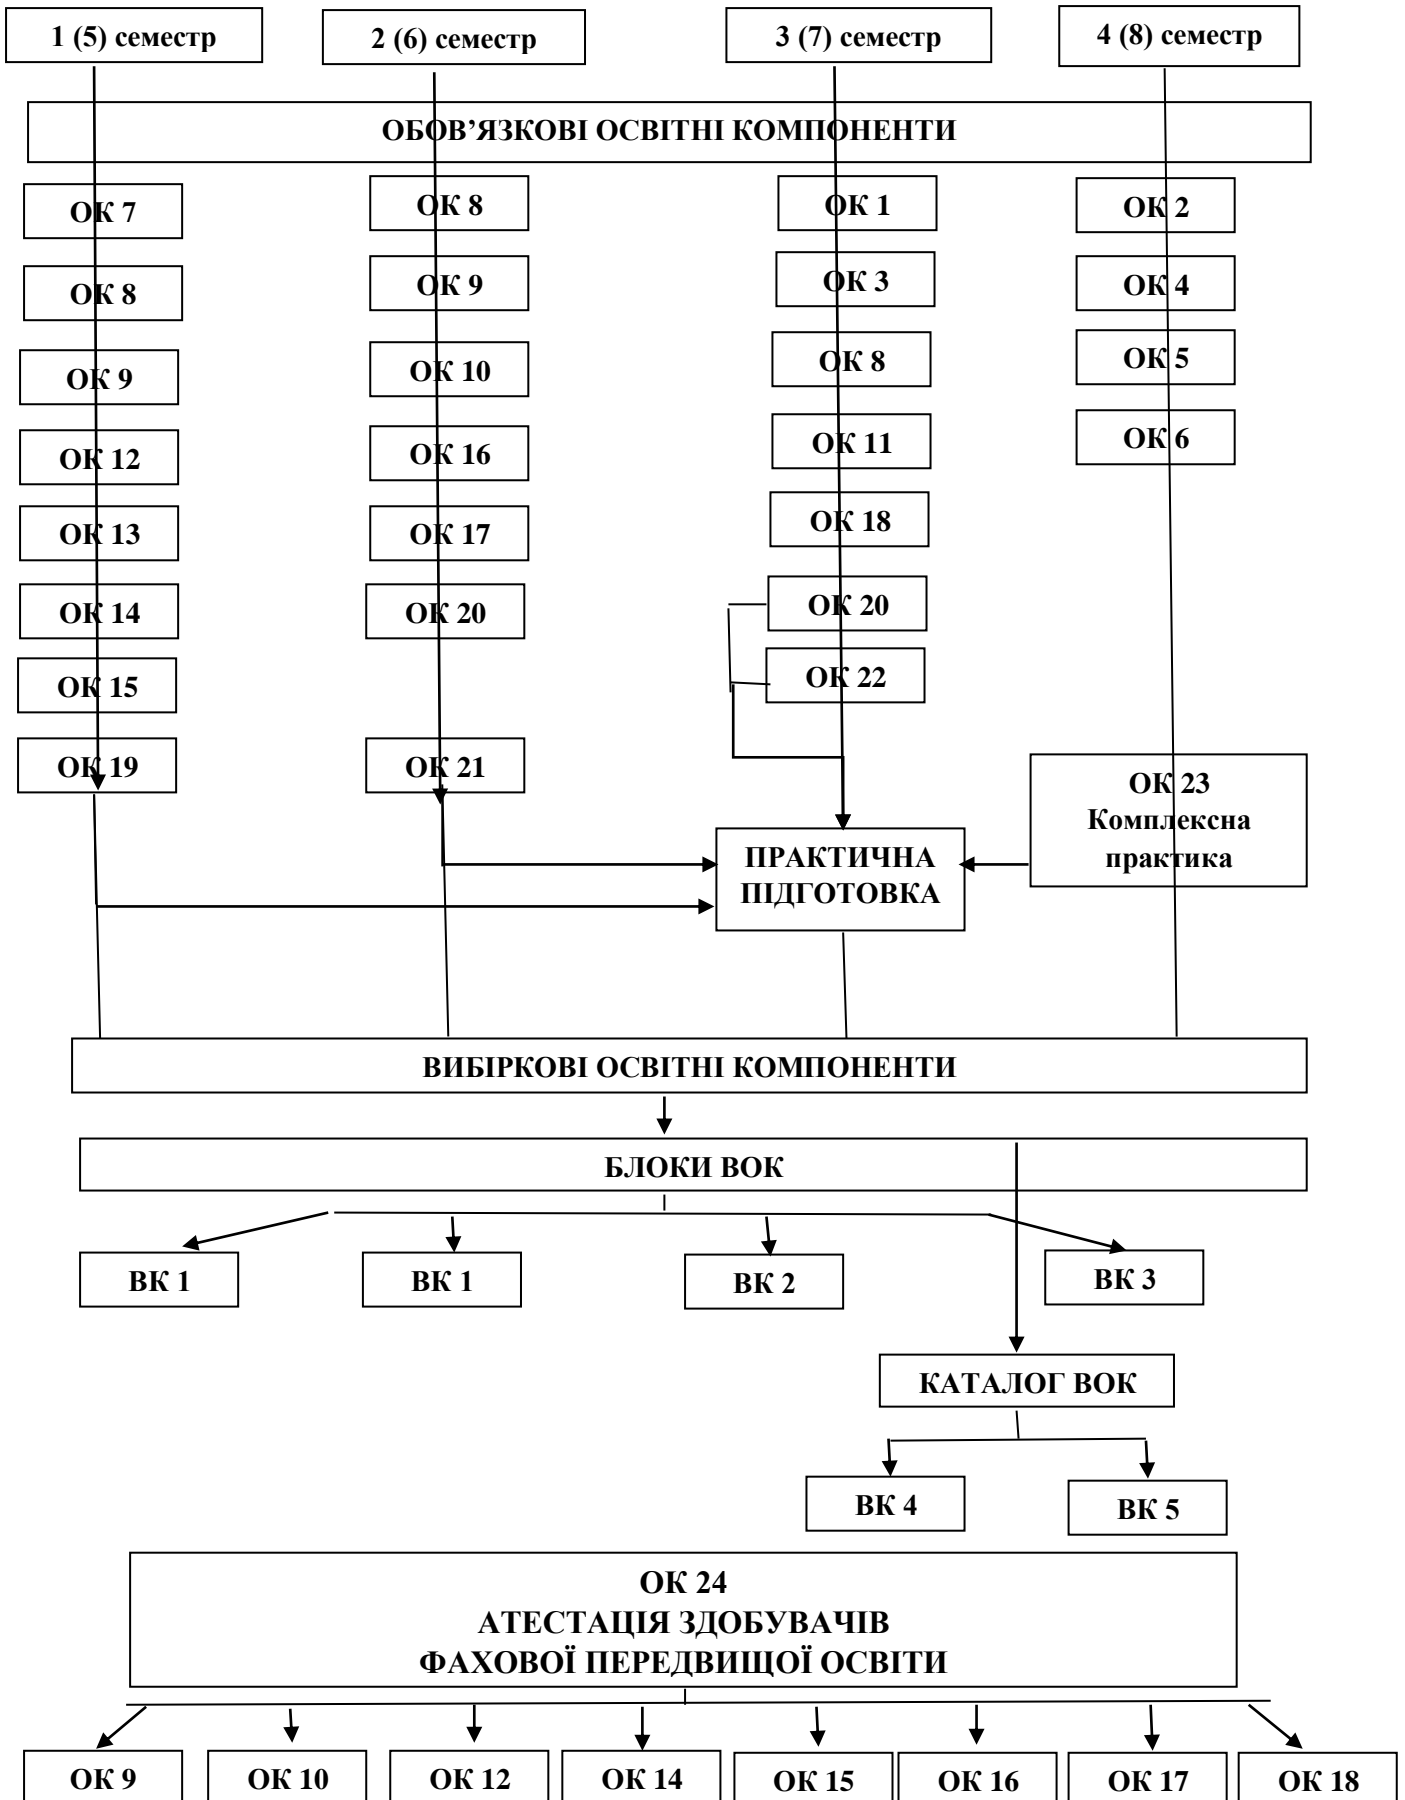 1 (5) семестр
2 (6) семестр
3 (7) семестр
4 (8) семестр
ОБОВ’ЯЗКОВІ ОСВІТНІ КОМПОНЕНТИ
ОК 7
ОК 8
ОК 9
ОК 12
ОК 13
ОК 14
ОК 15
ОК 19
ОК 8
ОК 9
ОК 10
ОК 16
ОК 17
ОК 20
ОК 21
ОК 1
ОК 3
ОК 8
ОК 11
ОК 18
ОК 20
ОК 22
ОК 2
ОК 4
ОК 5
ОК 6
ОК 23
Комплексна
практика
ПРАКТИЧНА
ПІДГОТОВКА
ВИБІРКОВІ ОСВІТНІ КОМПОНЕНТИ
БЛОКИ ВОК
ВК 1
ВК 1
ВК 2
ВК 3
КАТАЛОГ ВОК
ВК 4
ВК 5
ОК 24
АТЕСТАЦІЯ ЗДОБУВАЧІВ
ФАХОВОЇ ПЕРЕДВИЩОЇ ОСВІТИ
ОК 9
ОК 10
ОК 12
ОК 14
ОК 15
ОК 16
ОК 17
ОК 18